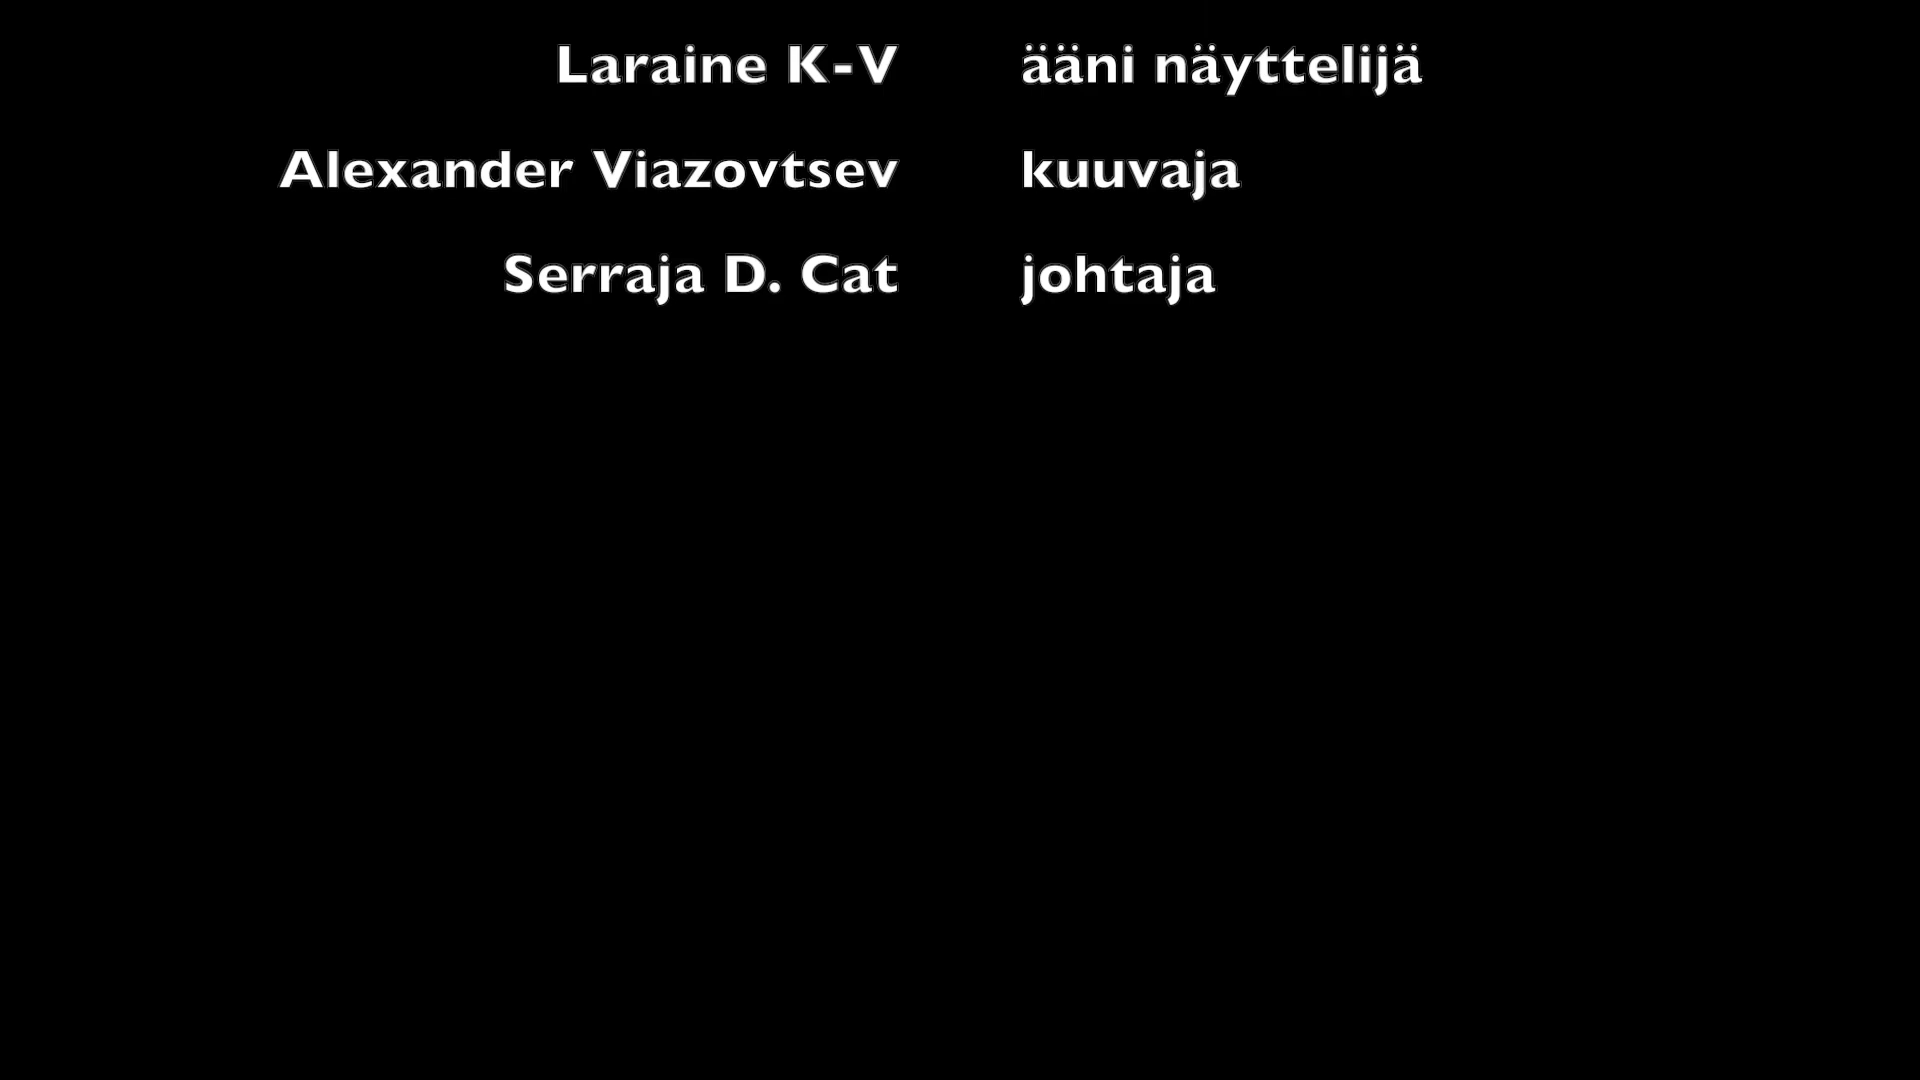 Laraine K-V ääni näyttelijä
Alexander Viazovtsev kuuvaja
Serraja D. Cat johtaja